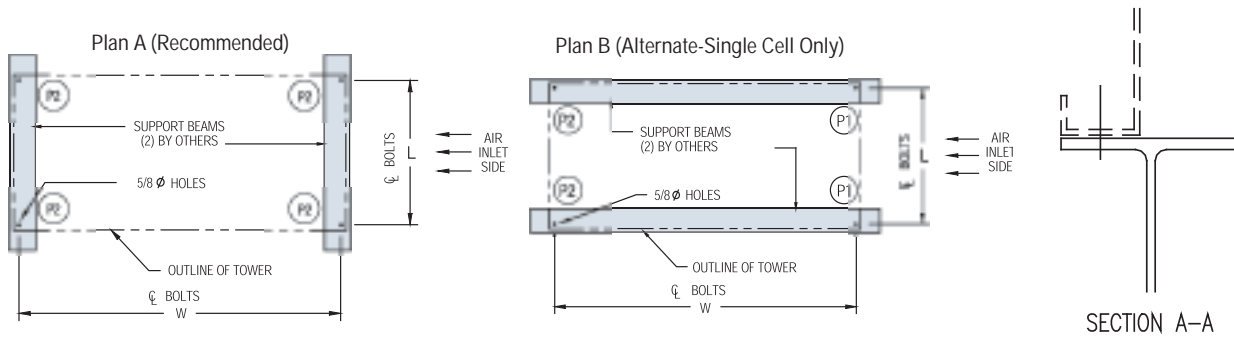 Plan A (Recommended)
P2
P2
SUPPORT BEAMS
(2) BY OTHERS
5/8 Ø HOLES
P2
P2
℄ BOLTS
L
AIR
INLET
SIDE
OUTLINE OF TOWER
℄ BOLTS
W
Plan B (Alternate-Single Cell Only)
P2
P1
SUPPORT BEAMS
(2) BY OTHERS
P2
P1
5/8 Ø HOLES
℄ BOLTS
L
AIR
INLET
SIDE
OUTLINE OF TOWER
℄ BOLTS
W
SECTION A-A